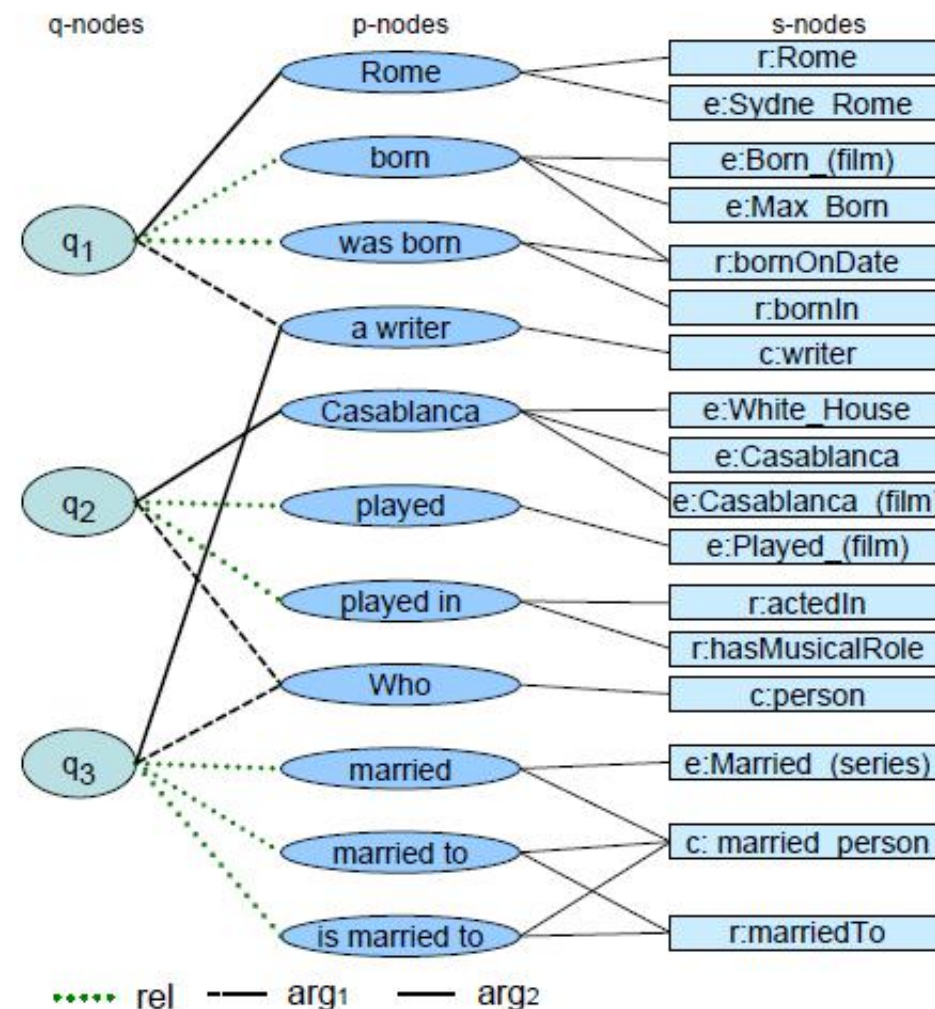 q-nodes p-nodes s-nodes
Rome
r:Rome
e:Sydne_Rome
born
e:Born_(film)
e:Max_Born
q1
was born
r:bornOnDate
r:bornIn
a writer
c:writer
Casablanca
e:White_House
e:Casablanca
e:Casablanca_(film)
q2
played
e:Played_(film)
played in
r:actedIn
r:hasMusicalRole
Who
c:person
q3
married
e:Married_(series)
married to
c: married_person
is married to
r:marriedTo
rel arg1 arg2